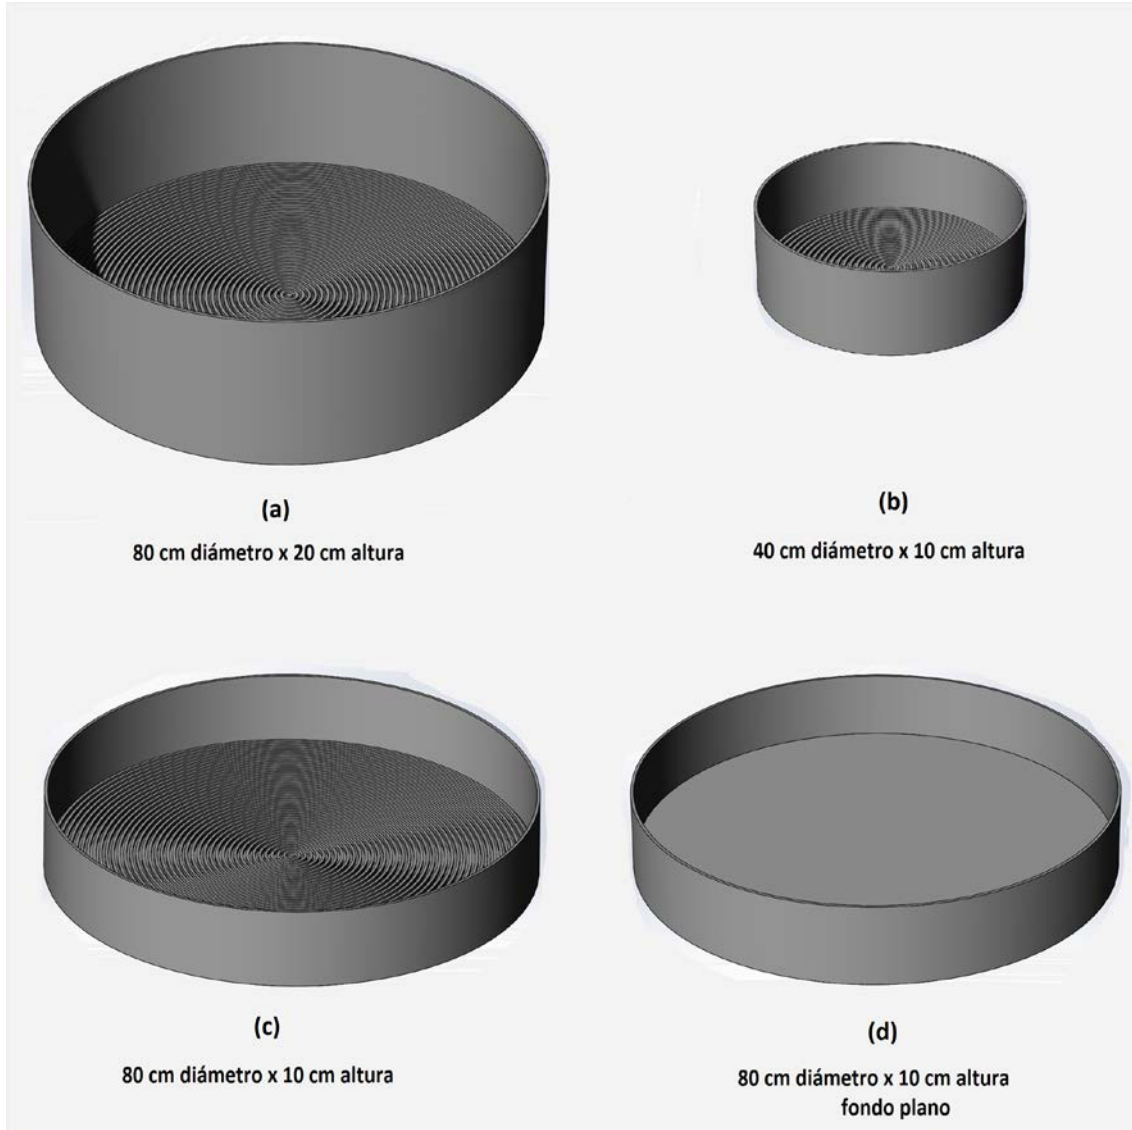 (a)
80 cm diámetro x 20 cm altura
(b)
40 cm diámetro x 10 cm altura
(c)
80 cm diámetro x 10 cm altura
(d)
80 cm diámetro x 10 cm altura
fondo plano